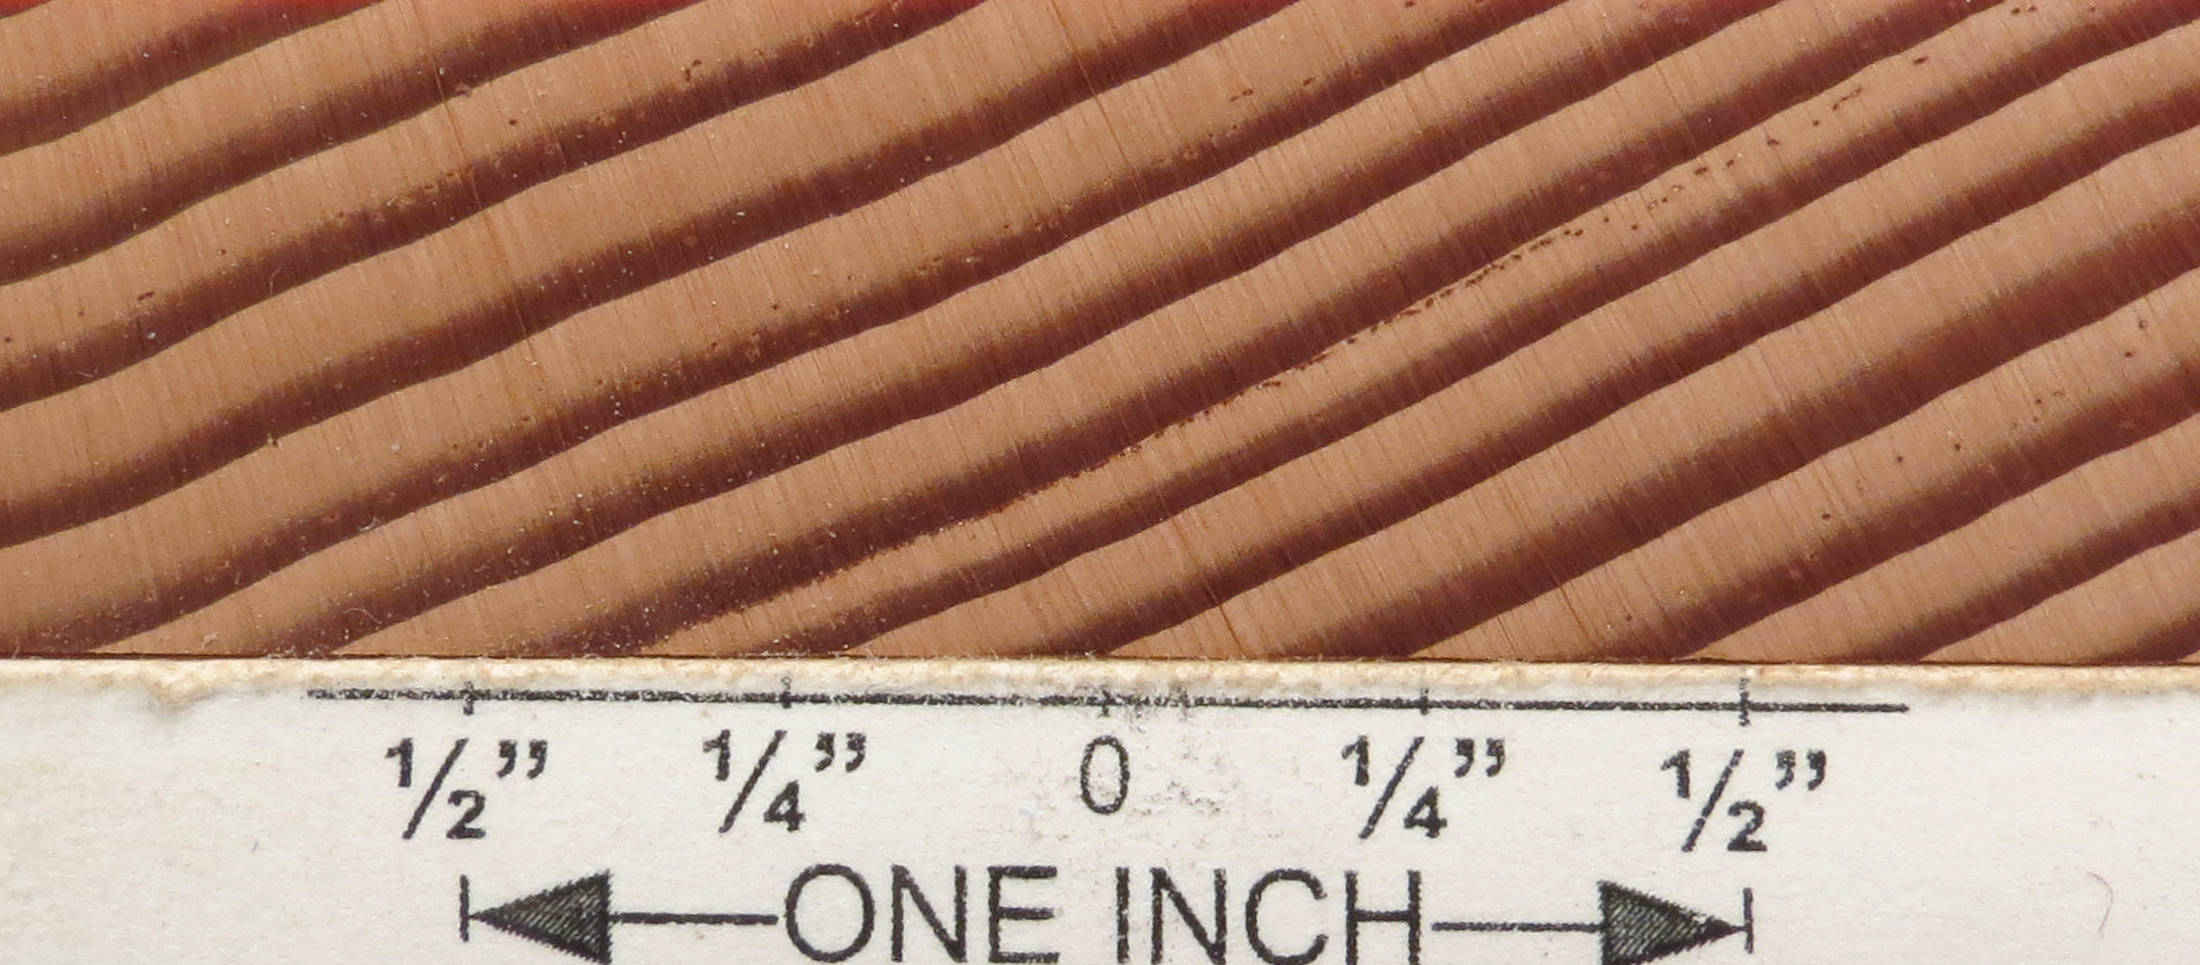 1/2” 1/4” 0 1/4” 1/2”
ONE INCH